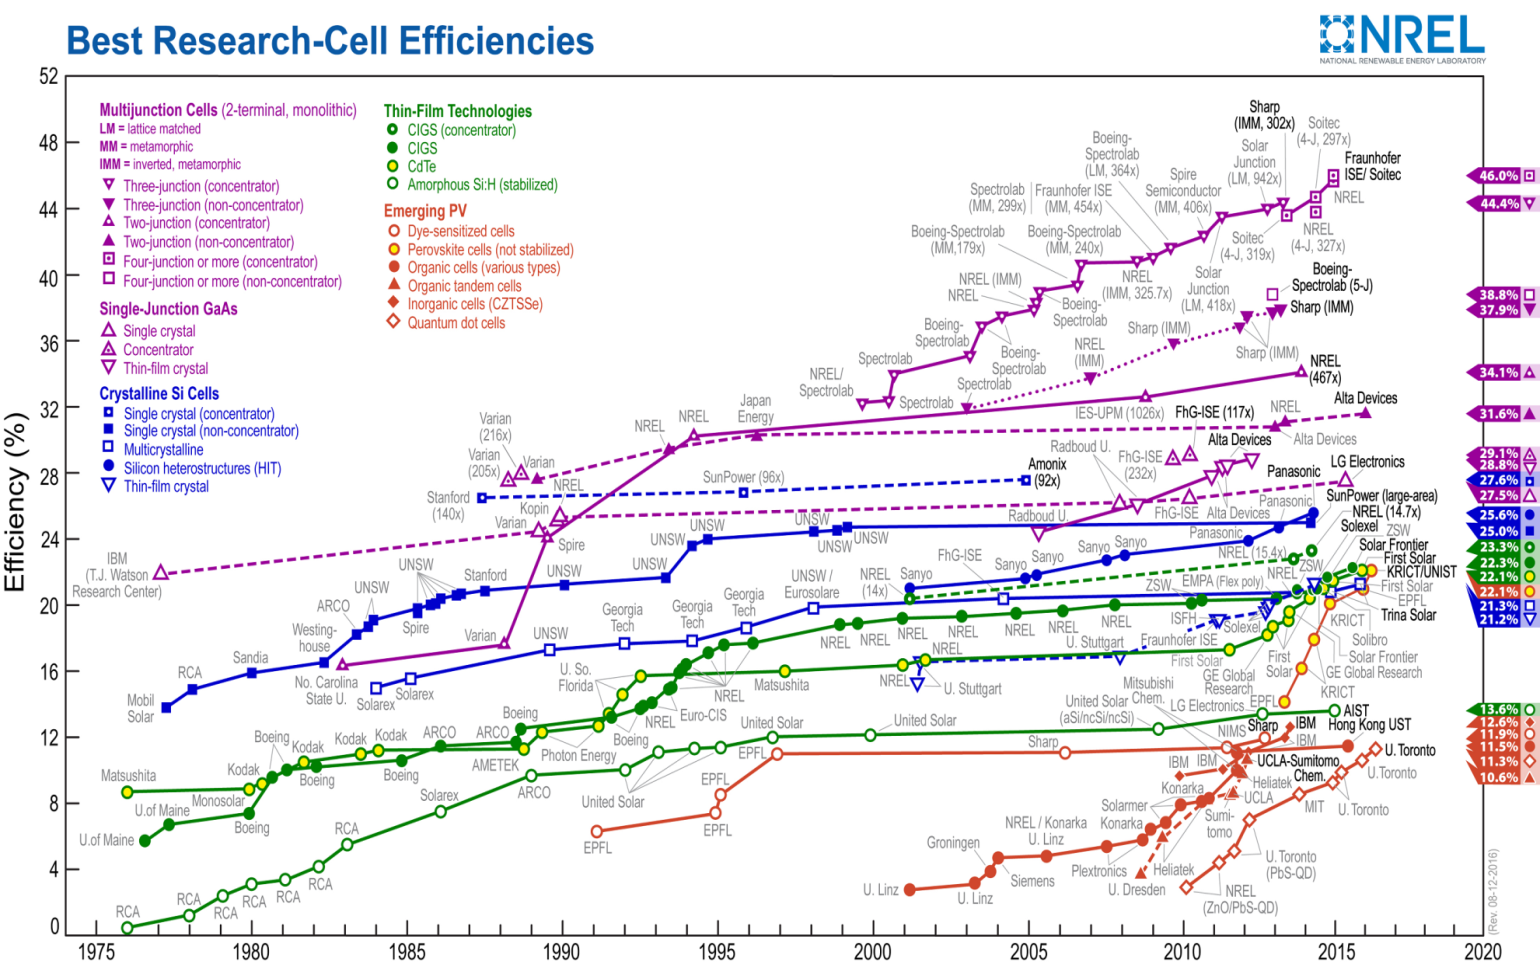 Best Research-Cell Efficiencies
NREL
NATIONAL RENEWABLE ENERGY LABORATORY
Efficiency (%)
52
48
44
40
36
32
28
24
20
16
12
8
4
0
1975
1980
1985
1990
1995
2000
2005
2010
2015
2020
Multijunction Cells (2-terminal, monolithic)
LM = lattice matched
MM = metamorphic
IMM = inverted, metamorphic
Three-junction (concentrator)
Three-junction (non-concentrator)
Two-junction (concentrator)
Two-junction (non-concentrator)
Four-junction or more (concentrator)
Four-junction or more (non-concentrator)
Single-Junction GaAs
Single crystal
Concentrator
Thin-film crystal
Crystalline Si Cells
Single crystal (concentrator)
Single crystal (non-concentrator)
Multicrystalline
Silicon heterostructures (HIT)
Thin-film crystal
Thin-Film Technologies
CIGS (concentrator)
CIGS
CdTe
Amorphous Si:H (stabilized)
Emerging PV
Dye-sensitized cells
Perovskite cells (not stabilized)
Organic cells (various types)
Organic tandem cells
Inorganic cells (CZTSSe)
Quantum dot cells
Sharp
(IMM, 302x)
Soitec
(4-J, 297x)
Fraunhofer
ISE/ Soitec
NREL
NREL
(4-J, 327x)
Soitec
(4-J, 319x)
Solar
Junction
(LM, 942x)
Boeing-
Spectrolab
(LM, 364x)
Spire
Semiconductor
(MM, 406x)
Spectrolab
(MM, 299x)
Fraunhofer ISE
(MM, 454x)
Boeing-Spectrolab
(MM,179x)
Boeing-Spectrolab
(MM, 240x)
NREL
(IMM, 325.7x)
Solar
Junction
(LM, 418x)
NREL (IMM)
NREL
Boeing-
Spectrolab
Boeing-
Spectrolab
Boeing-
Spectrolab
Spectrolab
NREL/
Spectrolab
Spectrolab
Spectrolab
NREL
(IMM)
Sharp (IMM)
Sharp (IMM)
Boeing-
Spectrolab (5-J)
Sharp (IMM)
NREL
(467x)
IES-UPM (1026x)
FhG-ISE (117x)
Alta Devices
Alta Devices
Alta Devices
Radboud U.
FhG-ISE
(232x)
LG Electronics
Panasonic
SunPower (large-area)
NREL (14.7x)
Solexel
ZSW
Solar Frontier
First Solar
KRICT/UNIST
First Solar
EPFL
Trina Solar
KRICT
Solibro
Solar Frontier
GE Global Research
KRICT
Varian
(216x)
Varian
(205x)
Varian
NREL
NREL
Japan
Energy
Stanford
(140x)
Kopin
NREL
Varian
Spire
SunPower (96x)
Amonix
(92x)
Radboud U.
FhG-ISE
Alta Devices
Panasonic
Panasonic
NREL (15.4x)
NREL
ZSW
IBM
(T.J. Watson
Research Center)
ARCO
UNSW
UNSW
Stanford
Spire
Westing-
house
Sandia
RCA
Mobil
Solar
No. Carolina
State U.
Varian
Solarex
Solarex
UNSW
UNSW
UNSW
UNSW
UNSW
UNSW
UNSW
Georgia
Tech
Georgia
Tech
Georgia
Tech
UNSW /
Eurosolare
NREL
(14x)
FhG-ISE
Sanyo
Sanyo
Sanyo
Sanyo
Sanyo
ZSW
EMPA (Flex poly)
ISFH
Solexel
Fraunhofer ISE
U. Stuttgart
U. Stuttgart
NREL
NREL
NREL
NREL
NREL
NREL
NREL
NREL
First Solar
First
Solar
GE Global
Research
EPFL
U. So.
Florida
NREL
NREL
Euro-CIS
Matsushita
Boeing
Boeing
Photon Energy
AMETEK
ARCO
ARCO
Boeing
Kodak
Kodak
Kodak
Kodak
Boeing
Boeing
Boeing
Monosolar
Matsushita
U.of Maine
U.of Maine
Solarex
ARCO
United Solar
United Solar
United Solar
RCA
RCA
RCA
RCA
RCA
RCA
RCA
EPFL
EPFL
EPFL
EPFL
Sharp
Mitsubishi
Chem.
United Solar
(aSi/ncSi/ncSi)
LG Electronics
AIST
NIMS
Sharp
IBM
IBM
IBM
IBM
Hong Kong UST
UCLA-Sumitomo
Chem.
U. Toronto
U.Toronto
U. Toronto
MIT
Heliatek
UCLA
Sumi-
tomo
Konarka
Solarmer
Konarka
NREL / Konarka
U. Linz
Groningen
Siemens
U. Linz
U. Linz
Plextronics
U. Dresden
Heliatek
U. Toronto
(PbS-QD)
NREL
(ZnO/PbS-QD)
46.0%
44.4%
38.8%
37.9%
34.1%
31.6%
29.1%
28.8%
27.6%
27.5%
25.6%
25.0%
23.3%
22.3%
22.1%
22.1%
21.3%
21.2%
13.6%
12.6%
11.9%
11.5%
11.3%
10.6%
(Rev. 08-12-2016)